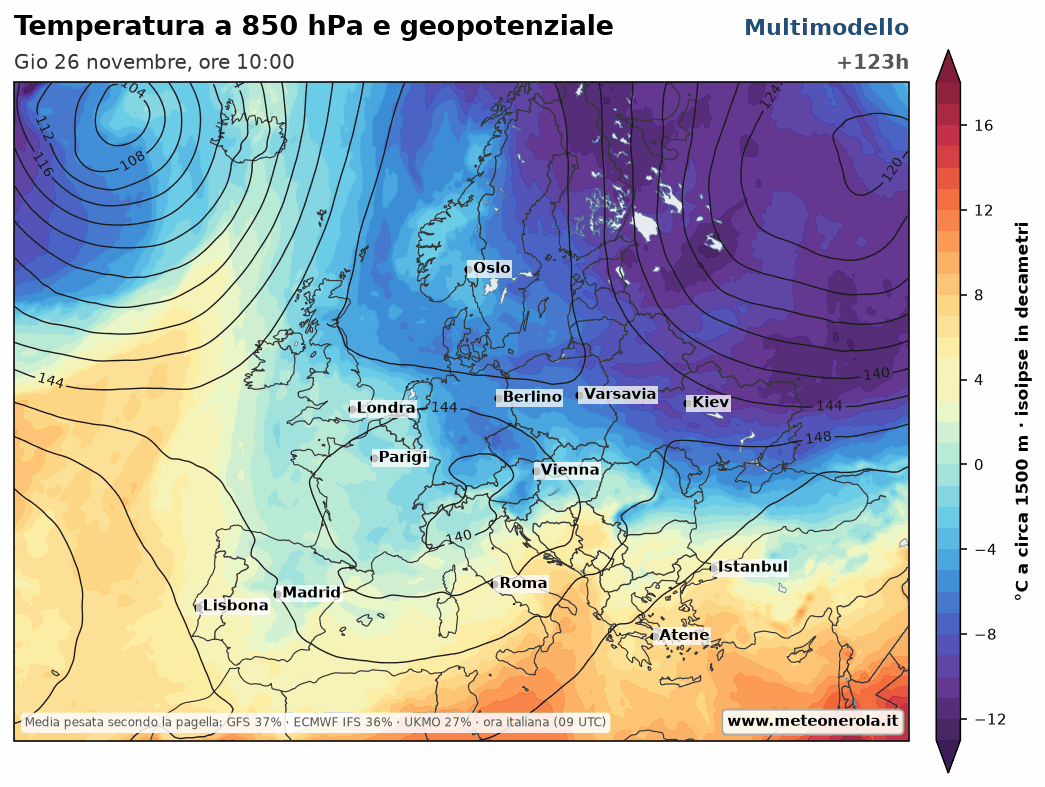 Temperatura a 850 hPa e geopotenziale
Multimodello
Gio 26 novembre, ore 10:00
+123h
104
112
108
116
124
120
144
140
144
144
148
140
Oslo
Londra
Berlino
Varsavia
Kiev
Parigi
Vienna
Istanbul
Roma
Madrid
Lisbona
Atene
Media pesata secondo la pagella: GFS 37% · ECMWF IFS 36% · UKMO 27% · ora italiana (09 UTC)
www.meteonerola.it
16
12
8
4
0
−4
−8
−12
°C a circa 1500 m · isoipse in decametri